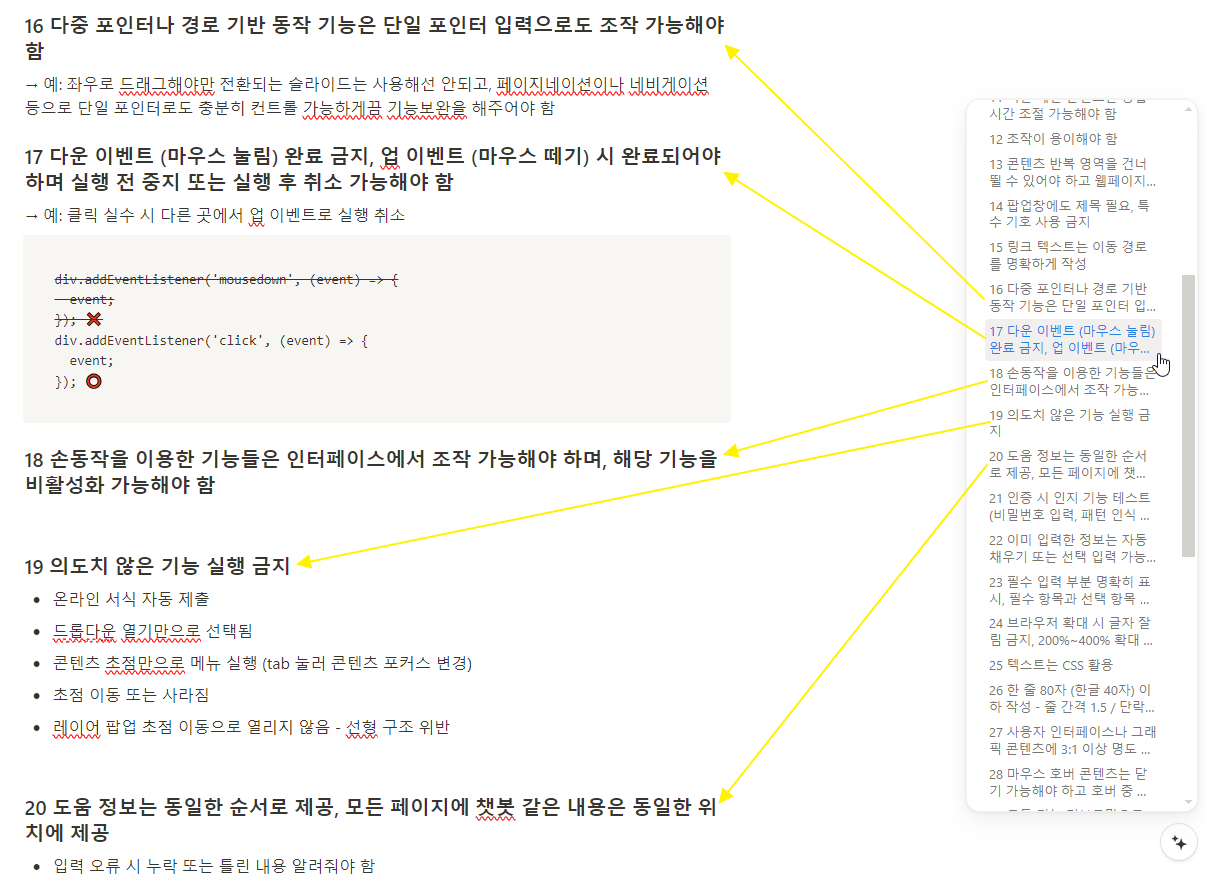 16 다중 포인터나 경로 기반 동작 기능은 단일 포인터 입력으로도 조작 가능해야
함
→ 예: 좌우로 드래그해야만 전환되는 슬라이드는 사용해선 안되고, 페이지네이션이나 네비게이션
등으로 단일 포인터로도 충분히 컨트롤 가능하게끔 기능보완을 해주어야 함
17 다운 이벤트 (마우스 눌림) 완료 금지, 업 이벤트 (마우스 떼기) 시 완료되어야
하며 실행 전 중지 또는 실행 후 취소 가능해야 함
→ 예: 클릭 실수 시 다른 곳에서 업 이벤트로 실행 취소
div.addEventListener('mousedown', (event) => {
event;
}); ❌
div.addEventListener('click', (event) => {
event;
}); ⭕
18 손동작을 이용한 기능들은 인터페이스에서 조작 가능해야 하며, 해당 기능을
비활성화 가능해야 함
19 의도치 않은 기능 실행 금지
• 온라인 서식 자동 제출
• 드롭다운 열기만으로 선택됨
• 콘텐츠 초점만으로 메뉴 실행 (tab 눌러 콘텐츠 포커스 변경)
• 초점 이동 또는 사라짐
• 레이어 팝업 초점 이동으로 열리지 않음 - 선형 구조 위반
20 도움 정보는 동일한 순서로 제공, 모든 페이지에 챗봇 같은 내용은 동일한 위
치에 제공
• 입력 오류 시 누락 또는 틀린 내용 알려줘야 함
시간 조절 가능해야 함
12 조작이 용이해야 함
13 콘텐츠 반복 영역을 건너
뛸 수 있어야 하고 웹페이지...
14 팝업창에도 제목 필요, 특
수 기호 사용 금지
15 링크 텍스트는 이동 경로
를 명확하게 작성
16 다중 포인터나 경로 기반
동작 기능은 단일 포인터 입...
17 다운 이벤트 (마우스 눌림)
완료 금지, 업 이벤트 (마우...
18 손동작을 이용한 기능들은
인터페이스에서 조작 가능...
19 의도치 않은 기능 실행 금
지
20 도움 정보는 동일한 순서
로 제공, 모든 페이지에 챗...
21 인증 시 인지 기능 테스트
(비밀번호 입력, 패턴 인식 ...
22 이미 입력한 정보는 자동
채우기 또는 선택 입력 가능...
23 필수 입력 부분 명확히 표
시, 필수 항목과 선택 항목 ...
24 브라우저 확대 시 글자 잘
림 금지, 200%~400% 확대 ...
25 텍스트는 CSS 활용
26 한 줄 80자 (한글 40자) 이
하 작성 - 줄 간격 1.5 / 단락...
27 사용자 인터페이스나 그래
픽 콘텐츠에 3:1 이상 명도 ...
28 마우스 호버 콘텐츠는 닫
기 가능해야 하고 호버 중 ...